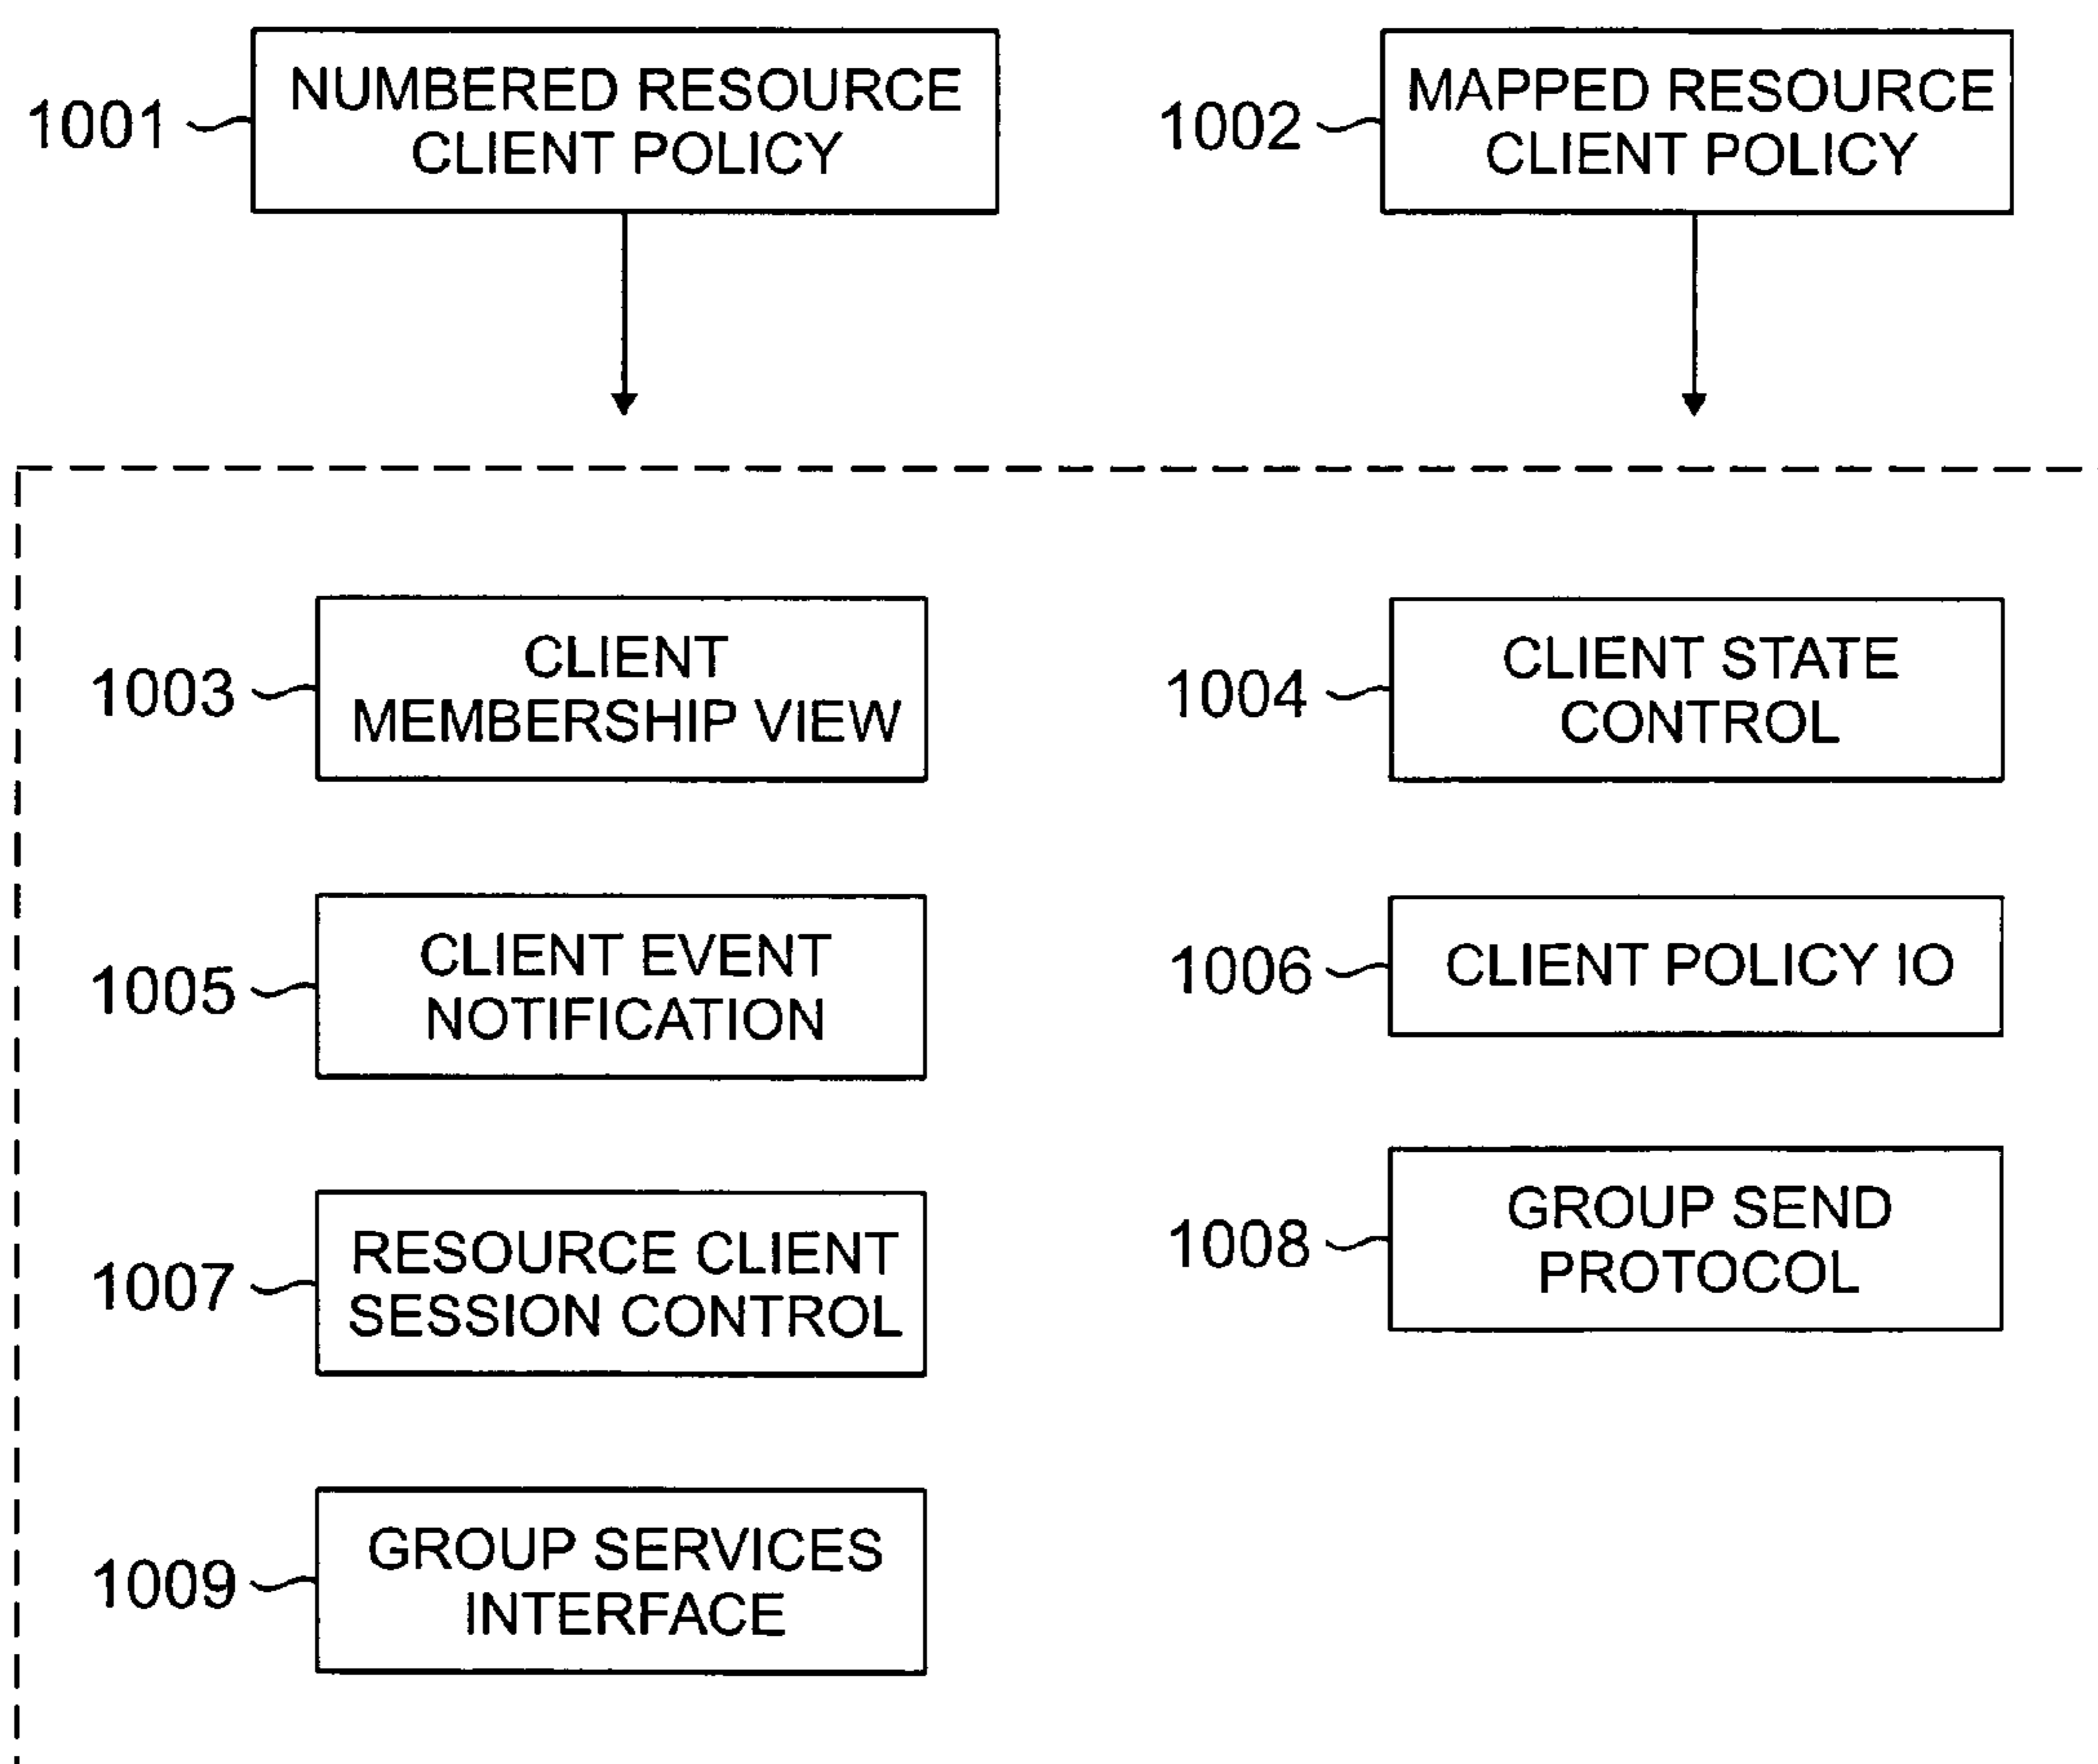 NUMBERED RESOURCE
CLIENT POLICY
1001
MAPPED RESOURCE
CLIENT POLICY
1002
CLIENT
MEMBERSHIP VIEW
1003
CLIENT STATE
CONTROL
1004
CLIENT EVENT
NOTIFICATION
1005
CLIENT POLICY IO
1006
RESOURCE CLIENT
SESSION CONTROL
1007
GROUP SEND
PROTOCOL
1008
GROUP SERVICES
INTERFACE
1009